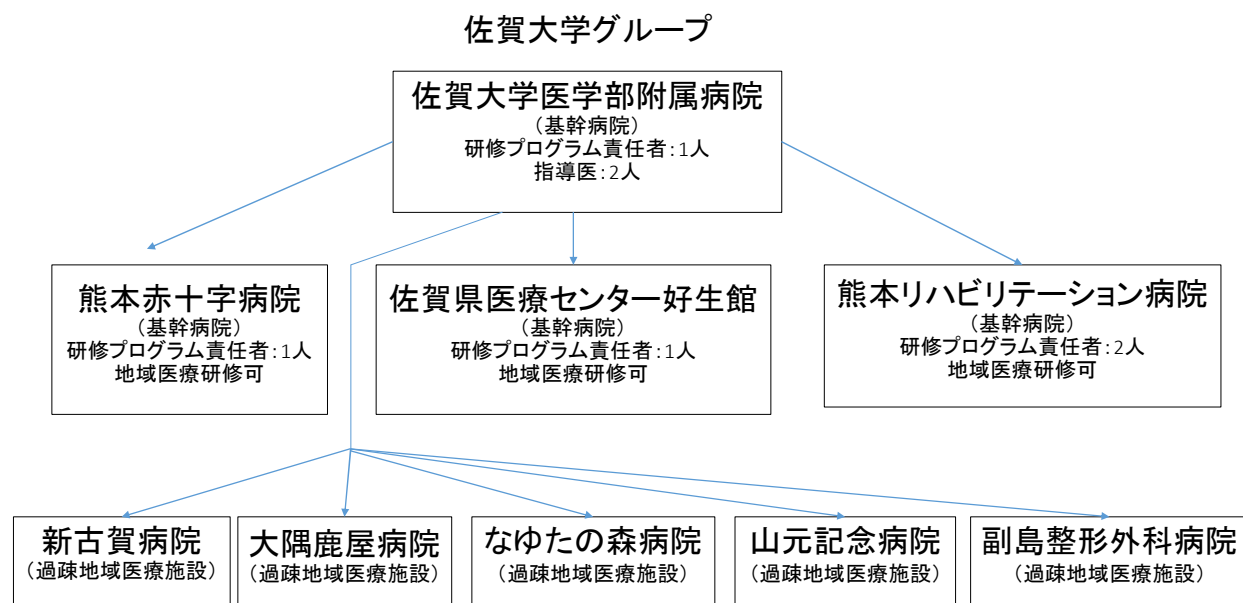 佐賀大学グループ
佐賀大学医学部附属病院
（基幹病院）
研修プログラム責任者：1人
指導医：2人
熊本赤十字病院
（基幹病院）
研修プログラム責任者：1人
地域医療研修可
佐賀県医療センター好生館
（基幹病院）
研修プログラム責任者：1人
地域医療研修可
熊本リハビリテーション病院
（基幹病院）
研修プログラム責任者：2人
地域医療研修可
新古賀病院
（過疎地域医療施設）
大隅鹿屋病院
（過疎地域医療施設）
なゆたの森病院
（過疎地域医療施設）
山元記念病院
（過疎地域医療施設）
副島整形外科病院
（過疎地域医療施設）